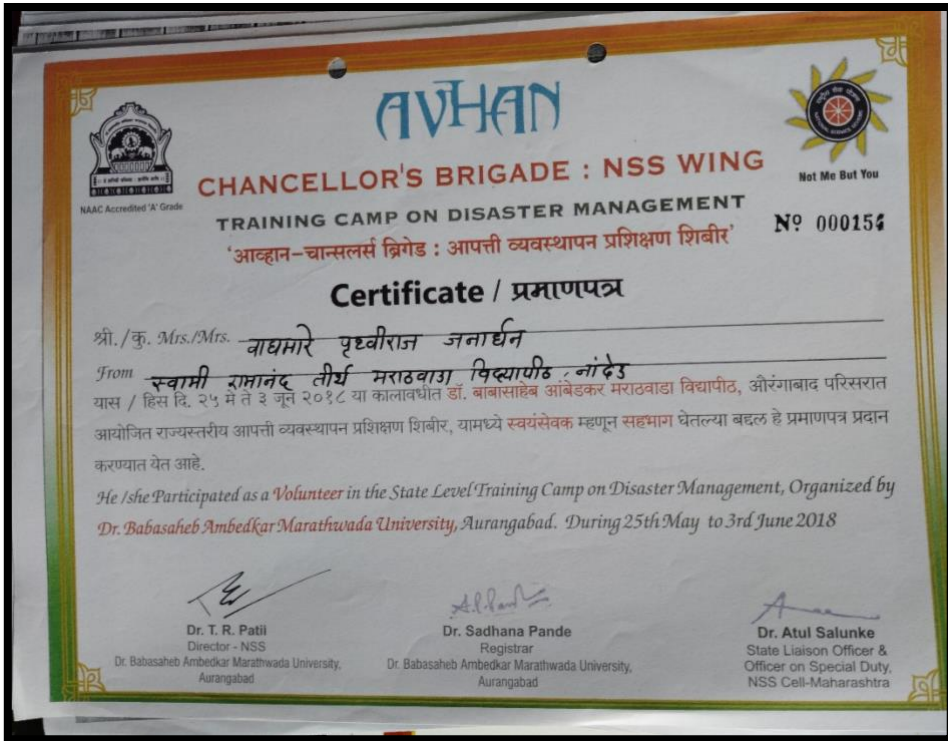 AVHAN
CHANCELLOR'S BRIGADE : NSS WING
NAAC Accredited 'A' Grade
Not Me But You
TRAINING CAMP ON DISASTER MANAGEMENT
Nº 000154
'आव्हान-चान्सलर्स ब्रिगेड : आपत्ती व्यवस्थापन प्रशिक्षण शिबीर'
Certificate / प्रमाणपत्र
श्री./कु. Mrs./Mrs. वाघमारे पृथ्वीराज जनार्धन
From स्वामी रामानंद तीर्थ मराठवाडा विद्यापीठ, नांदेड
यास / हिस दि. २५ मे ते ३ जून २०१८ या कालावधीत डॉ. बाबासाहेब आंबेडकर मराठवाडा विद्यापीठ, औरंगाबाद परिसरात
आयोजित राज्यस्तरीय आपत्ती व्यवस्थापन प्रशिक्षण शिबीर, यामध्ये स्वयंसेवक म्हणून सहभाग घेतल्या बद्दल हे प्रमाणपत्र प्रदान
करण्यात येत आहे.
He /she Participated as a Volunteer in the State Level Training Camp on Disaster Management, Organized by
Dr. Babasaheb Ambedkar Marathwada University, Aurangabad. During 25th May to 3rd June 2018
Dr. T. R. Patil
Director - NSS
Dr. Babasaheb Ambedkar Marathwada University,
Aurangabad
Dr. Sadhana Pande
Registrar
Dr. Babasaheb Ambedkar Marathwada University,
Aurangabad
Dr. Atul Salunke
State Liaison Officer &
Officer on Special Duty,
NSS Cell-Maharashtra